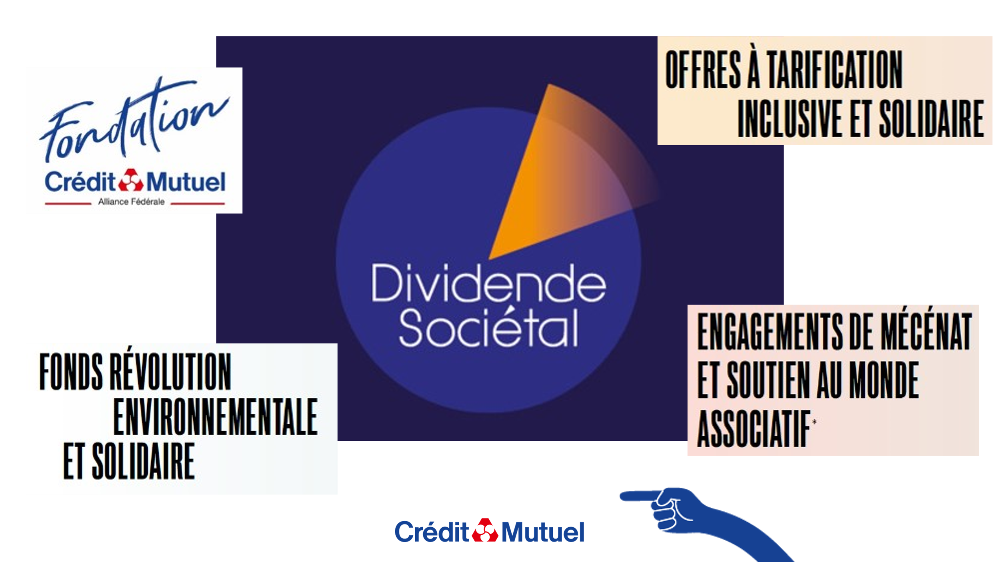 Fondation
Crédit Mutuel
Alliance Fédérale
OFFRES À TARIFICATION
INCLUSIVE ET SOLIDAIRE
Dividende
Sociétal
FONDS RÉVOLUTION
ENVIRONNEMENTALE
ET SOLIDAIRE
ENGAGEMENTS DE MÉCÉNAT
ET SOUTIEN AU MONDE
ASSOCIATIF*
Crédit Mutuel